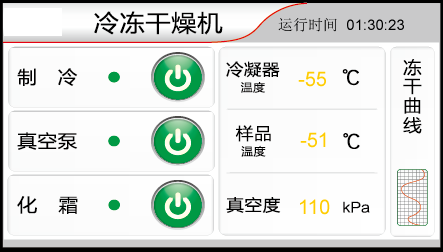 冷冻干燥机
运行时间 01:30:23
制 冷
真空泵
化 霜
冷凝器
温度
-55 ℃
样品
温度
-51 ℃
真空度 110 kPa
冻干曲线